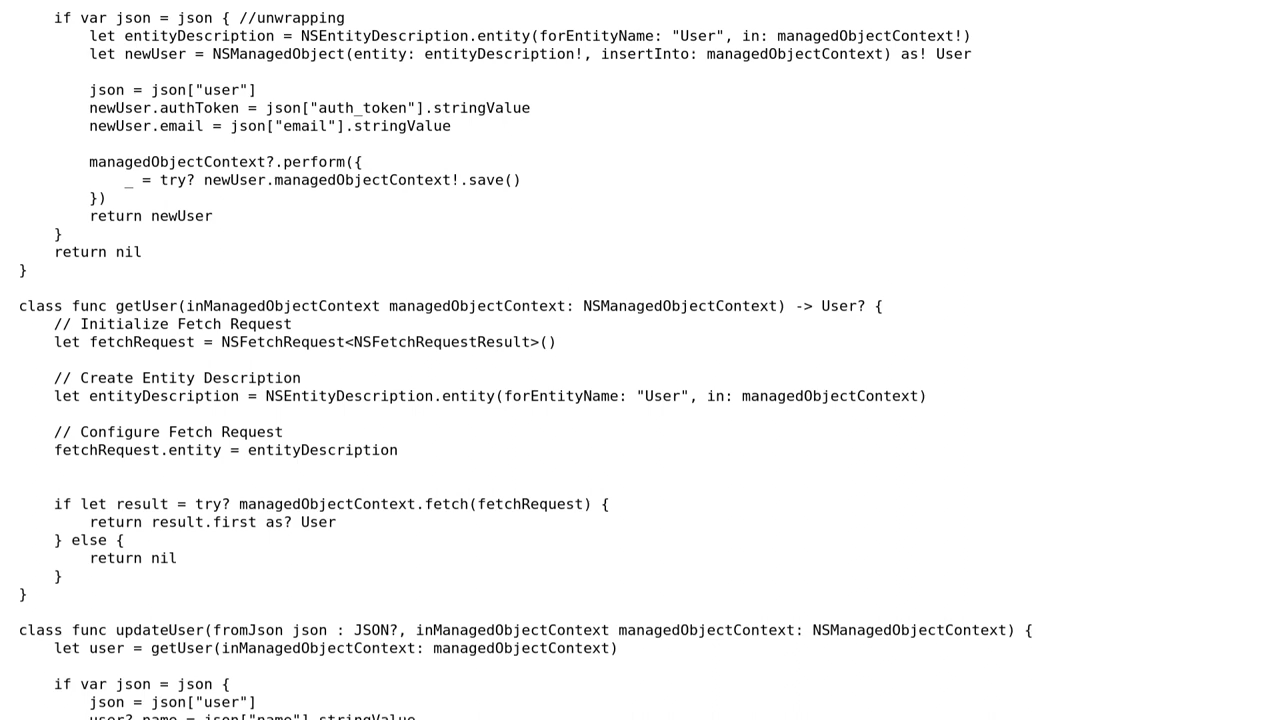 if var json = json { //unwrapping
let entityDescription = NSEntityDescription.entity(forEntityName: "User", in: managedObjectContext!)
let newUser = NSManagedObject(entity: entityDescription!, insertInto: managedObjectContext) as! User
json = json["user"]
newUser.authToken = json["auth_token"].stringValue
newUser.email = json["email"].stringValue
managedObjectContext?.perform({
_ = try? newUser.managedObjectContext!.save()
})
return newUser
}
return nil
}
class func getUser(inManagedObjectContext managedObjectContext: NSManagedObjectContext) -> User? {
// Initialize Fetch Request
let fetchRequest = NSFetchRequest<NSFetchRequestResult>()
// Create Entity Description
let entityDescription = NSEntityDescription.entity(forEntityName: "User", in: managedObjectContext)
// Configure Fetch Request
fetchRequest.entity = entityDescription
if let result = try? managedObjectContext.fetch(fetchRequest) {
return result.first as? User
} else {
return nil
}
}
class func updateUser(fromJson json : JSON?, inManagedObjectContext managedObjectContext: NSManagedObjectContext) {
let user = getUser(inManagedObjectContext: managedObjectContext)
if var json = json {
json = json["user"]
user?.name = json["name"].stringValue